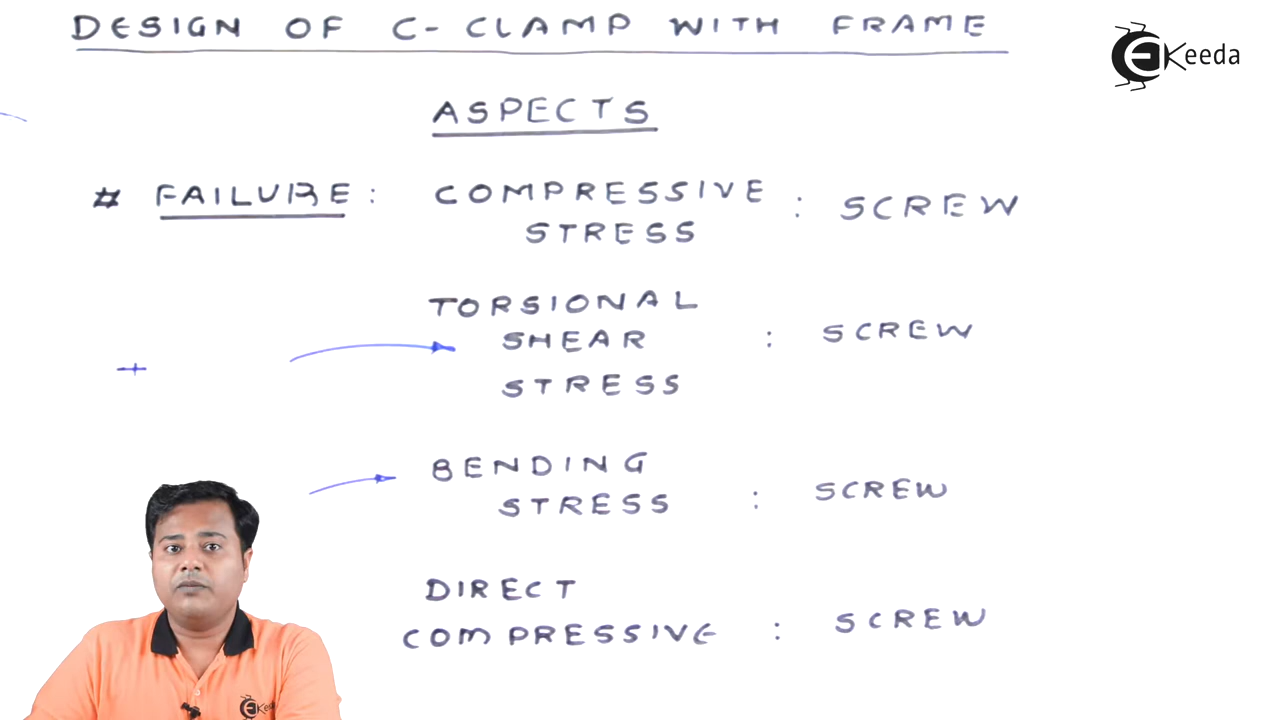 DESIGN OF C-CLAMP WITH FRAME
EKeeda
ASPECTS
# FAILURE: COMPRESSIVE STRESS : SCREW
TORSIONAL SHEAR STRESS : SCREW
BENDING STRESS : SCREW
DIRECT COMPRESSIVE : SCREW
EKeeda